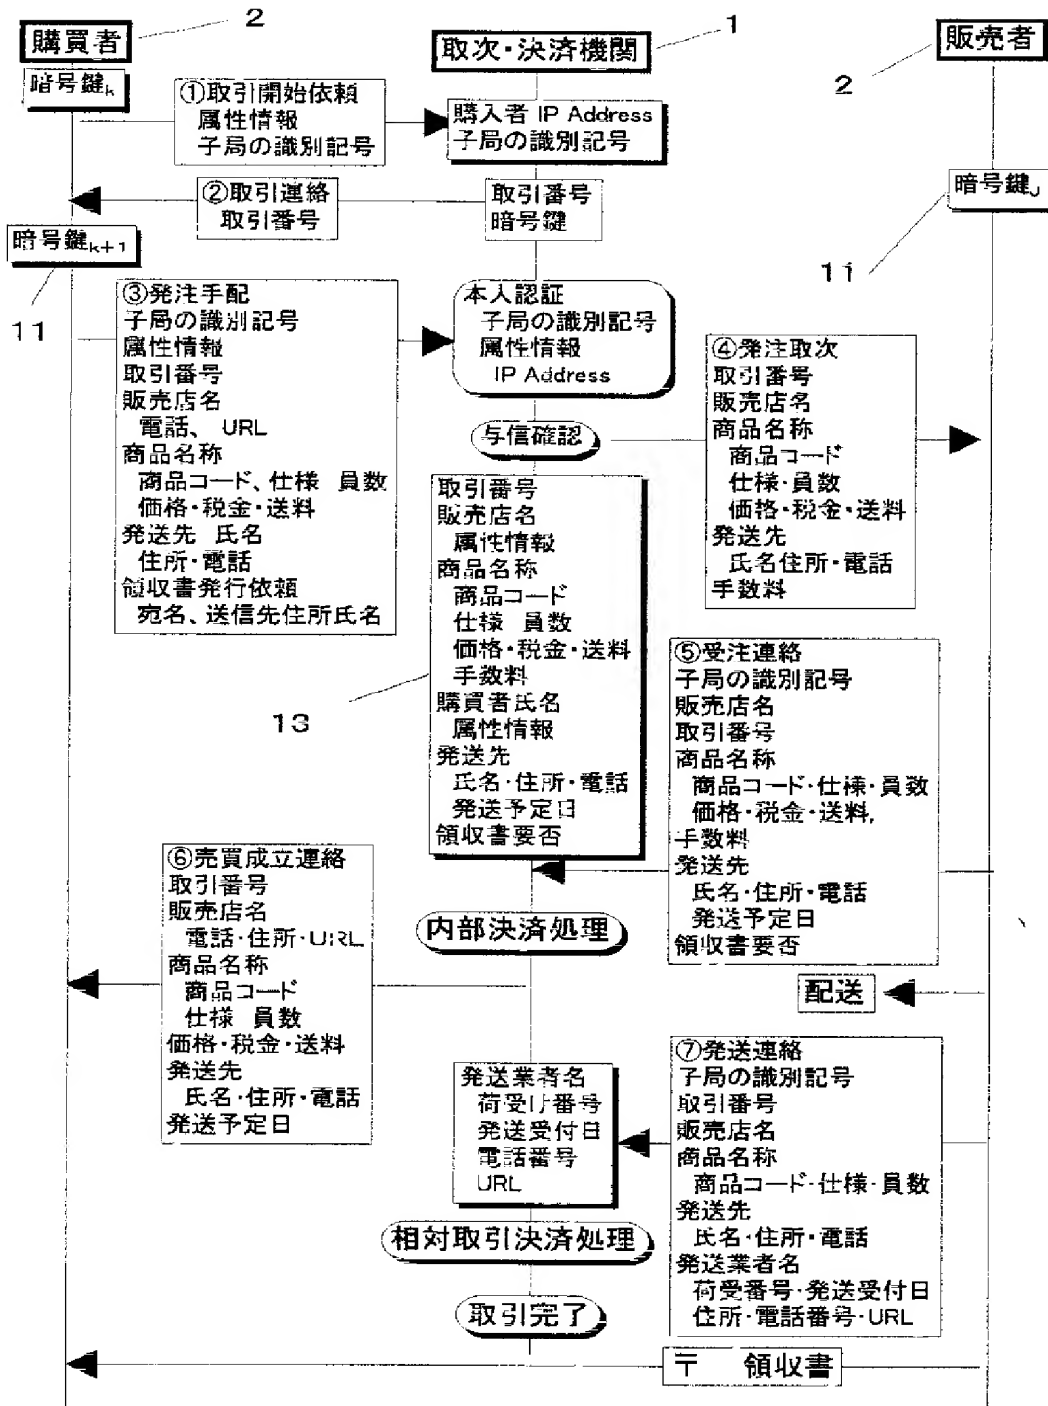 2
1
購買者
取次・決済機関
販売者
2
暗号鍵k
①取引開始依頼
属性情報
子局の識別記号
購入者 IP Address
子局の識別記号
②取引連絡
取引番号
取引番号
暗号鍵
暗号鍵J
暗号鍵k+1
11
11
③発注手配
子局の識別記号
属性情報
取引番号
販売店名
電話、 URL
商品名称
商品コード、仕様 員数
価格・税金・送料
発送先 氏名
住所・電話
領収書発行依頼
宛名、送信先住所氏名
本人認証
子局の識別記号
属性情報
IP Address
与信確認
④発注取次
取引番号
販売店名
商品名称
商品コード
仕様・員数
価格・税金・送料
発送先
氏名住所・電話
手数料
取引番号
販売店名
属性情報
商品名称
商品コード
仕様 員数
価格・税金・送料
手数料
購買者氏名
属性情報
発送先
氏名・住所・電話
発送予定日
領収書要否
13
⑤受注連絡
子局の識別記号
販売店名
取引番号
商品名称
商品コード・仕様・員数
価格・税金・送料,
手数料
発送先
氏名・住所・電話
発送予定日
領収書要否
内部決済処理
⑥売買成立連絡
取引番号
販売店名
電話・住所・URL
商品名称
商品コード
仕様 員数
価格・税金・送料
発送先
氏名・住所・電話
発送予定日
配送
発送業者名
荷受け番号
発送受付日
電話番号
URL
⑦発送連絡
子局の識別記号
取引番号
販売店名
商品名称
商品コード・仕様・員数
発送先
氏名・住所・電話
発送業者名
荷受番号・発送受付日
住所・電話番号・URL
相対取引決済処理
取引完了
〒 領収書